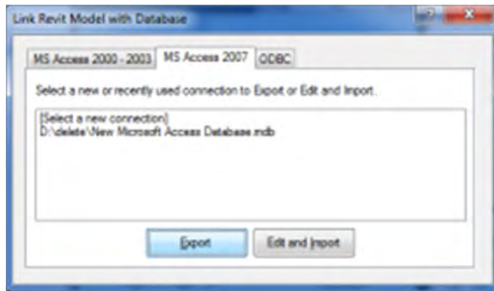 Link Revit Model with Database
MS Access 2000 - 2003 MS Access 2007 ODBC
Select a new or recently used connection to Export or Edit and Import.
[Select a new connection]
D:\delete\New Microsoft Access Database.mdb
Export Edit and Import